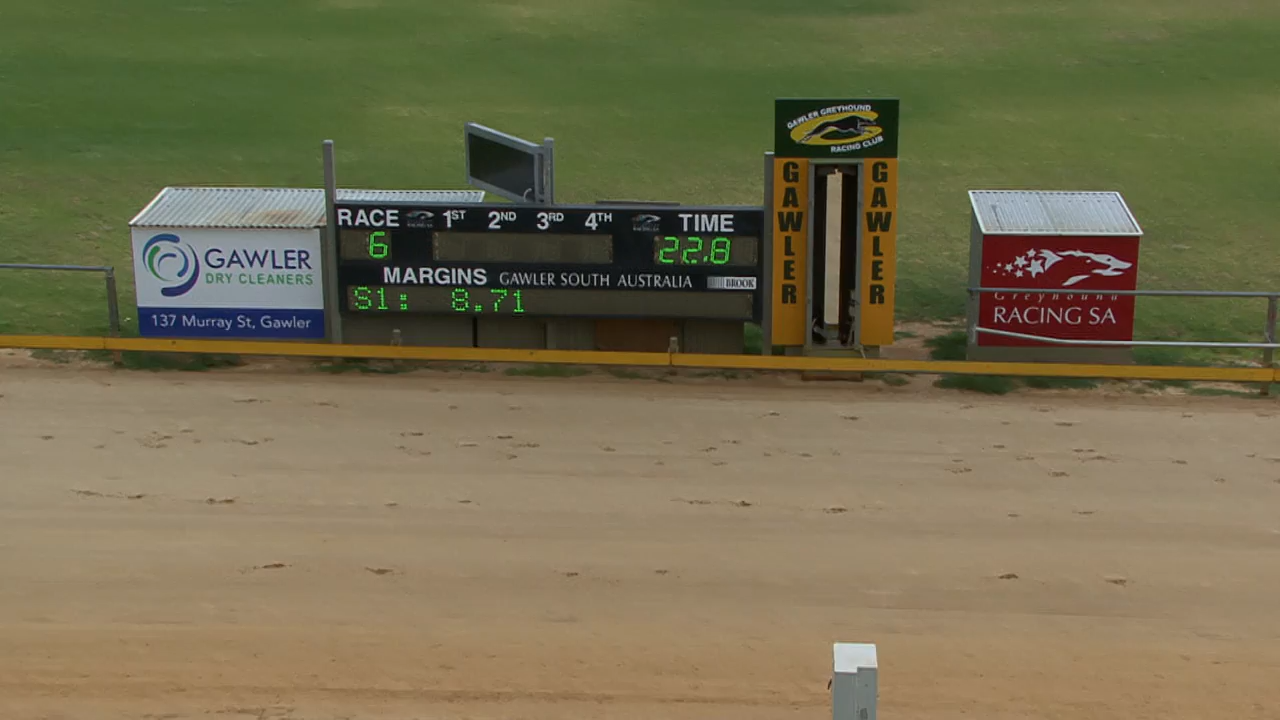 GAWLER GREYHOUND
RACING CLUB
GAWLER
GAWLER
RACE 1ST 2ND 3RD 4TH TIME
6 22.8
MARGINS GAWLER SOUTH AUSTRALIA BROOK
S1: 8.71
GAWLER
DRY CLEANERS
137 Murray St, Gawler
Greyhound
RACING SA